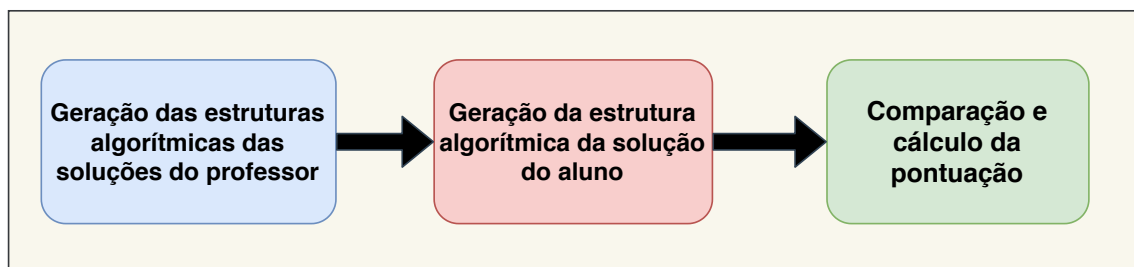 Geração das estruturas
algorítmicas das
soluções do professor
Geração da estrutura
algorítmica da solução
do aluno
Comparação e
cálculo da
pontuação